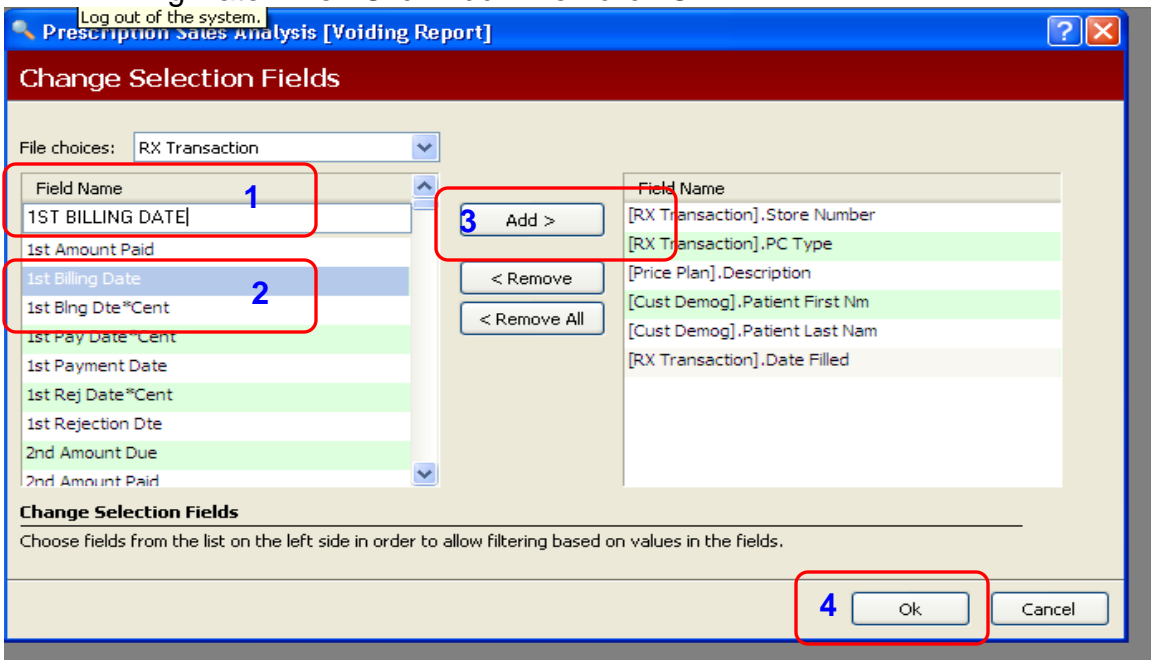 Log out of the system.
Prescription Sales Analysis [Voiding Report]
Change Selection Fields
File choices: RX Transaction
Field Name
1
1ST BILLING DATE
1st Amount Paid
1st Billing Date
2
1st Blng Dte*Cent
1st Pay Date*Cent
1st Payment Date
1st Rej Date*Cent
1st Rejection Dte
2nd Amount Due
2nd Amount Paid
3
Add >
< Remove
< Remove All
Field Name
[RX Transaction].Store Number
[RX Transaction].PC Type
[Price Plan].Description
[Cust Demog].Patient First Nm
[Cust Demog].Patient Last Nam
[RX Transaction].Date Filled
Change Selection Fields
Choose fields from the list on the left side in order to allow filtering based on values in the fields.
4
Ok
Cancel